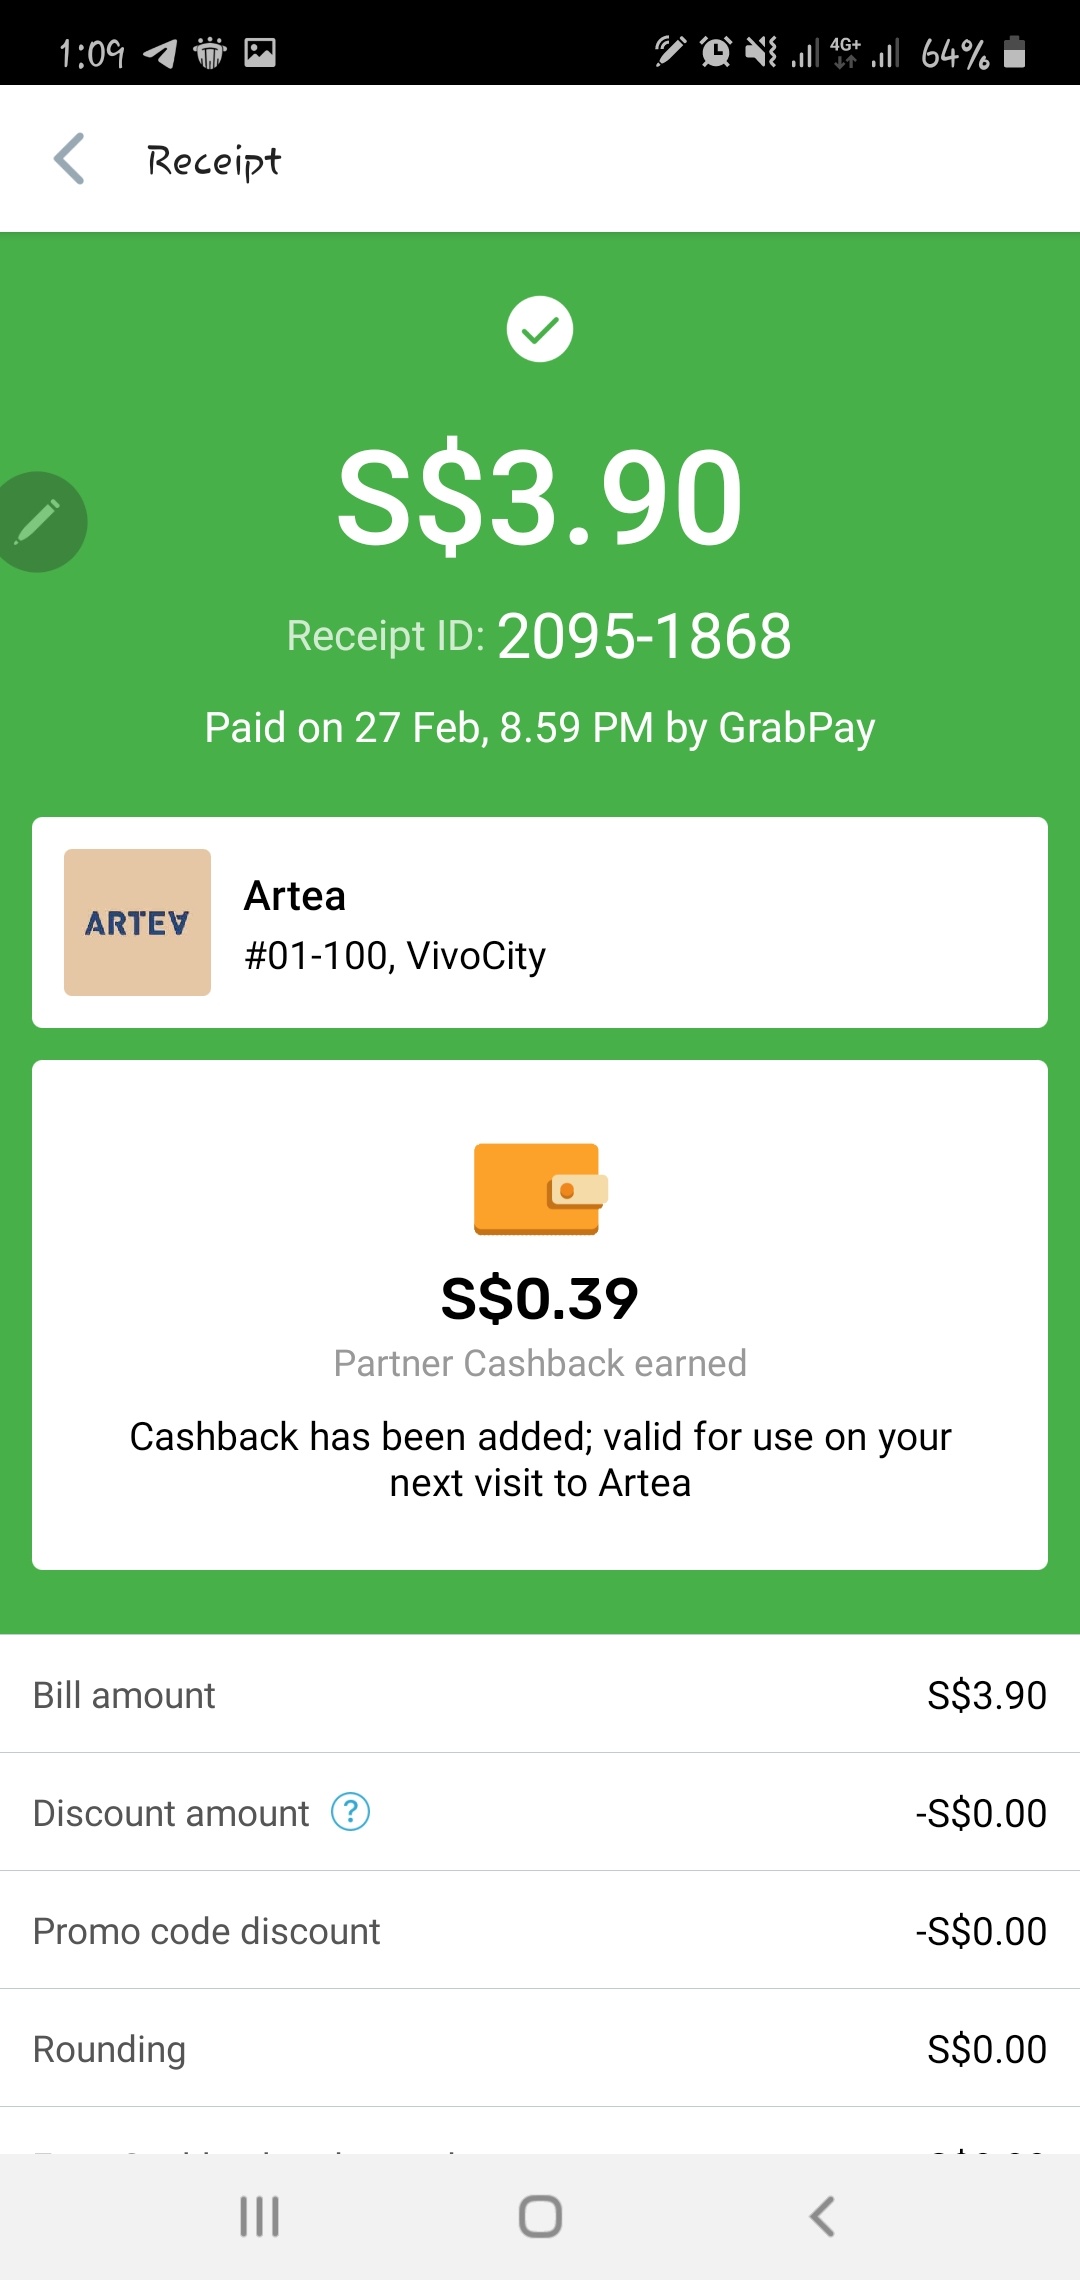 1:09
4G+
64%
Receipt
S$3.90
Receipt ID: 2095-1868
Paid on 27 Feb, 8.59 PM by GrabPay
ARTEA
Artea
#01-100, VivoCity
S$0.39
Partner Cashback earned
Cashback has been added; valid for use on your
next visit to Artea
Bill amount S$3.90
Discount amount ? -S$0.00
Promo code discount -S$0.00
Rounding S$0.00